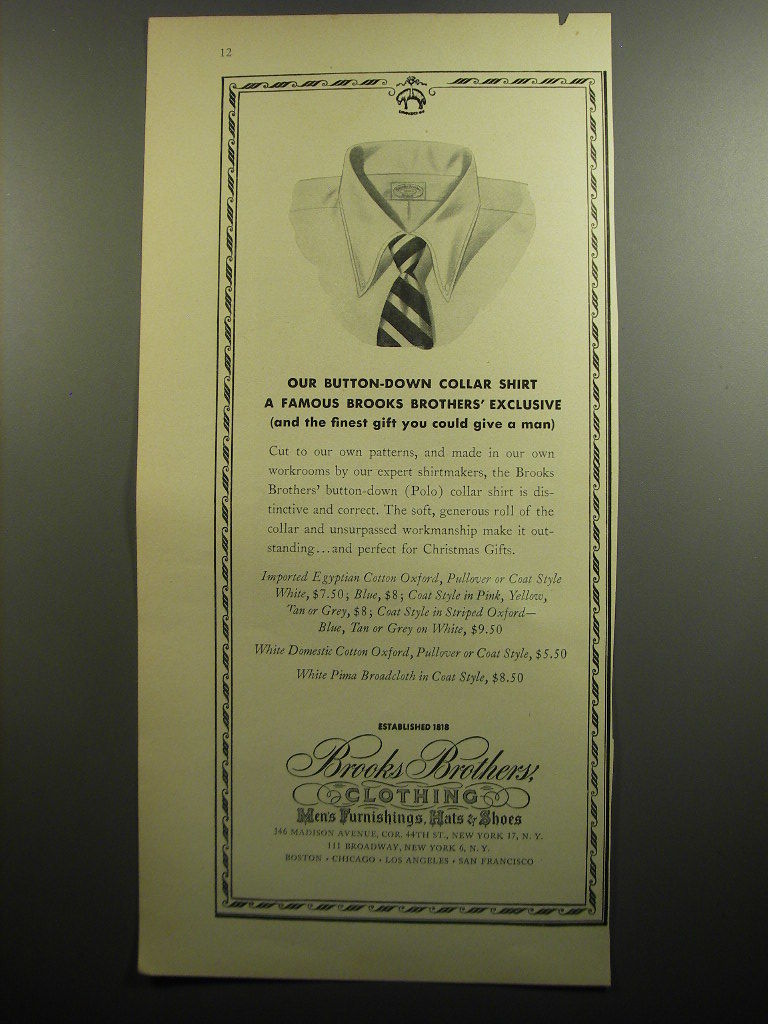 12
OUR BUTTON-DOWN COLLAR SHIRT
A FAMOUS BROOKS BROTHERS' EXCLUSIVE
(and the finest gift you could give a man)
Cut to our own patterns, and made in our own
workrooms by our expert shirtmakers, the Brooks
Brothers' button-down (Polo) collar shirt is dis-
tinctive and correct. The soft, generous roll of the
collar and unsurpassed workmanship make it out-
standing...and perfect for Christmas Gifts.
Imported Egyptian Cotton Oxford, Pullover or Coat Style
White, $7.50; Blue, $8; Coat Style in Pink, Yellow,
Tan or Grey, $8; Coat Style in Striped Oxford—
Blue, Tan or Grey on White, $9.50
White Domestic Cotton Oxford, Pullover or Coat Style, $5.50
White Pima Broadcloth in Coat Style, $8.50
ESTABLISHED 1818
Brooks Brothers,
CLOTHING
Men's Furnishings, Hats & Shoes
346 MADISON AVENUE, COR. 44TH ST., NEW YORK 17, N. Y.
111 BROADWAY, NEW YORK 6, N. Y.
BOSTON • CHICAGO • LOS ANGELES • SAN FRANCISCO